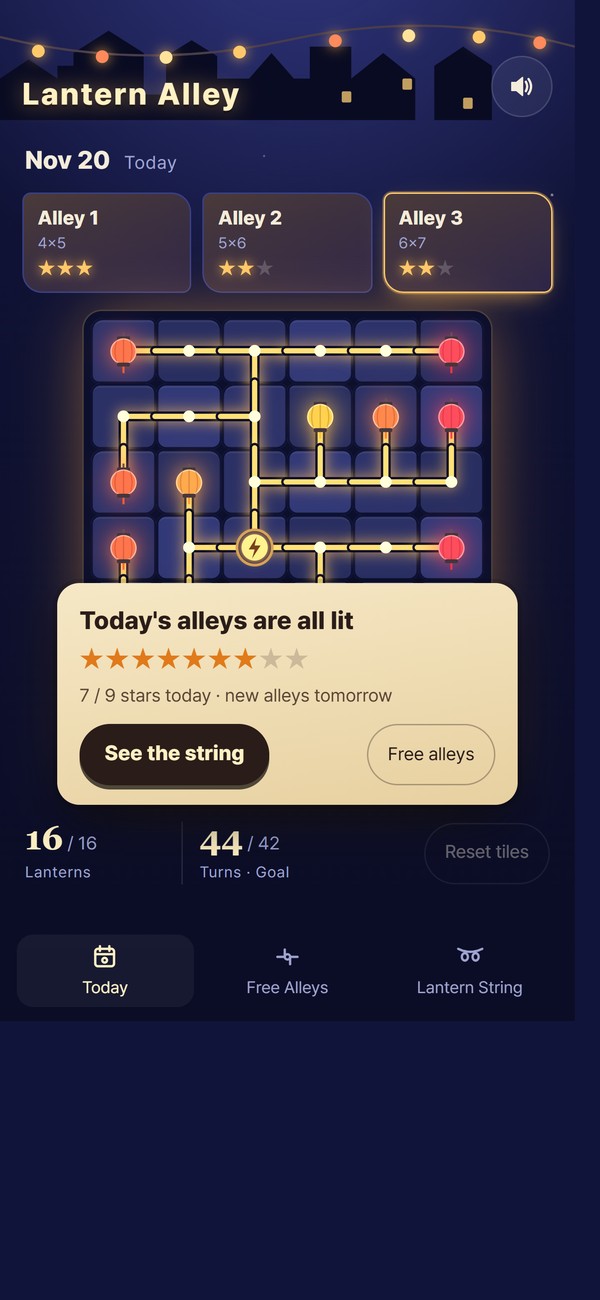 Lantern Alley
Nov 20 Today
Alley 1
4×5
Alley 2
5×6
Alley 3
6×7
Today's alleys are all lit
7 / 9 stars today · new alleys tomorrow
See the string
Free alleys
16 / 16
Lanterns
44 / 42
Turns · Goal
Reset tiles
Today
Free Alleys
Lantern String